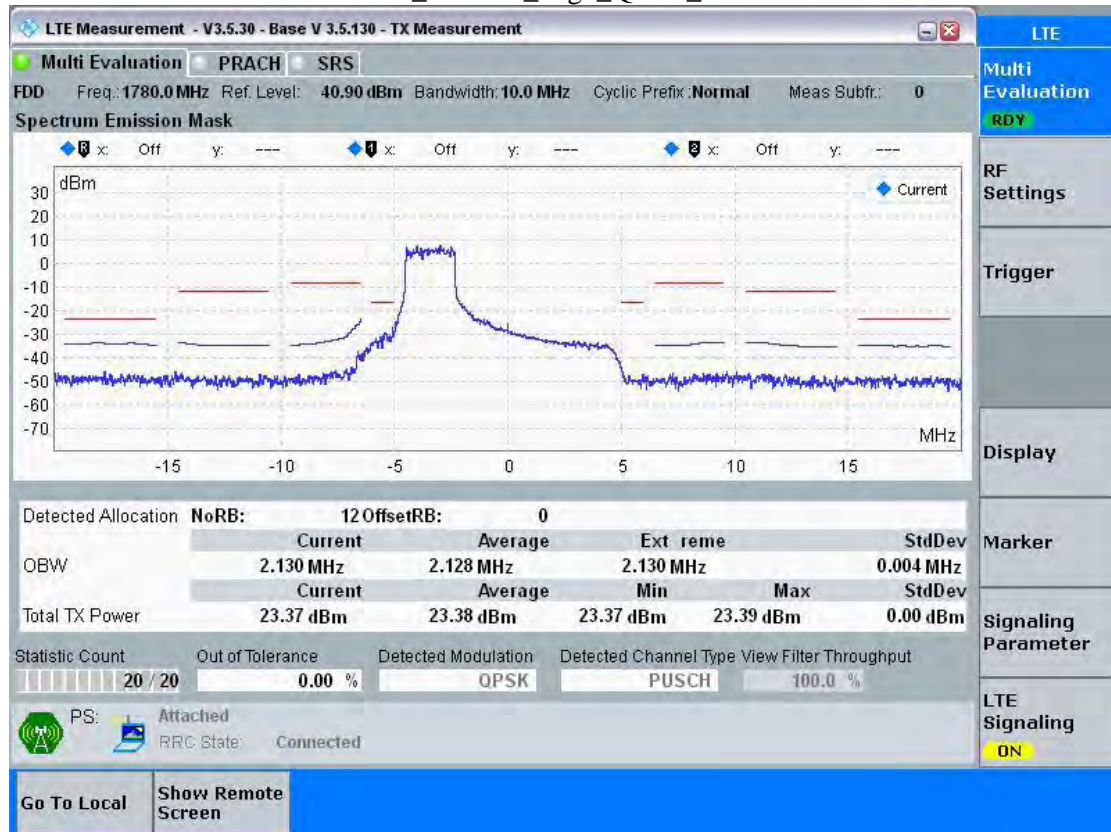 LTE Measurement - V3.5.30 - Base V 3.5.130 - TX Measurement
Multi Evaluation PRACH SRS
FDD Freq.: 1780.0 MHz Ref. Level: 40.90 dBm Bandwidth: 10.0 MHz Cyclic Prefix : Normal Meas Subfr.: 0
Spectrum Emission Mask
R x: Off y: --- 1 x: Off y: --- 2 x: Off y: ---
dBm
Current
30
20
10
0
-10
-20
-30
-40
-50
-60
-70
MHz
-15 -10 -5 0 5 10 15
Detected Allocation NoRB: 12 OffsetRB: 0
Current Average Ext reme StdDev
OBW 2.130 MHz 2.128 MHz 2.130 MHz 0.004 MHz
Current Average Min Max StdDev
Total TX Power 23.37 dBm 23.38 dBm 23.37 dBm 23.39 dBm 0.00 dBm
Statistic Count Out of Tolerance Detected Modulation Detected Channel Type View Filter Throughput
20 / 20 0.00 % QPSK PUSCH 100.0 %
PS: Attached
RRC State: Connected
Go To Local
Show Remote
Screen
LTE
Multi
Evaluation
RDY
RF
Settings
Trigger
Display
Marker
Signaling
Parameter
LTE
Signaling
ON